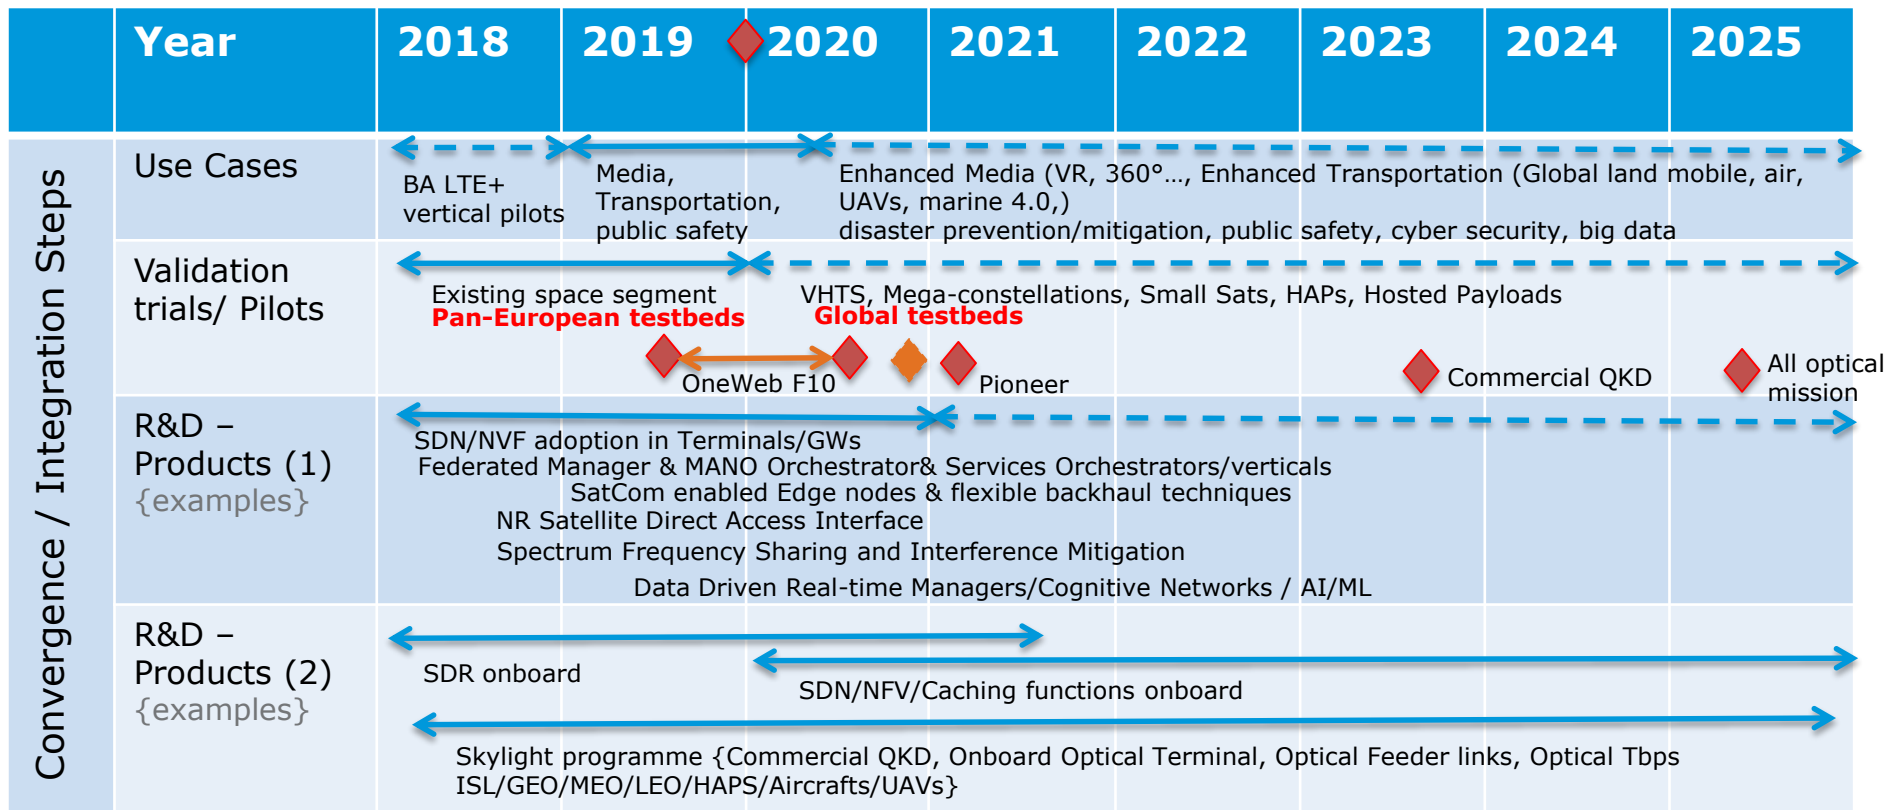 Year 2018 2019 2020 2021 2022 2023 2024 2025
Convergence / Integration Steps
Use Cases
BA LTE+
vertical pilots
Media,
Transportation,
public safety
Enhanced Media (VR, 360°…, Enhanced Transportation (Global land mobile, air,
UAVs, marine 4.0,)
disaster prevention/mitigation, public safety, cyber security, big data
Validation
trials/ Pilots
Existing space segment
Pan-European testbeds
VHTS, Mega-constellations, Small Sats, HAPs, Hosted Payloads
Global testbeds
OneWeb F10
Pioneer
Commercial QKD
All optical
mission
R&D –
Products (1)
{examples}
SDN/NVF adoption in Terminals/GWs
Federated Manager & MANO Orchestrator& Services Orchestrators/verticals
SatCom enabled Edge nodes & flexible backhaul techniques
NR Satellite Direct Access Interface
Spectrum Frequency Sharing and Interference Mitigation
Data Driven Real-time Managers/Cognitive Networks / AI/ML
R&D –
Products (2)
{examples}
SDR onboard
SDN/NFV/Caching functions onboard
Skylight programme {Commercial QKD, Onboard Optical Terminal, Optical Feeder links, Optical Tbps
ISL/GEO/MEO/LEO/HAPS/Aircrafts/UAVs}